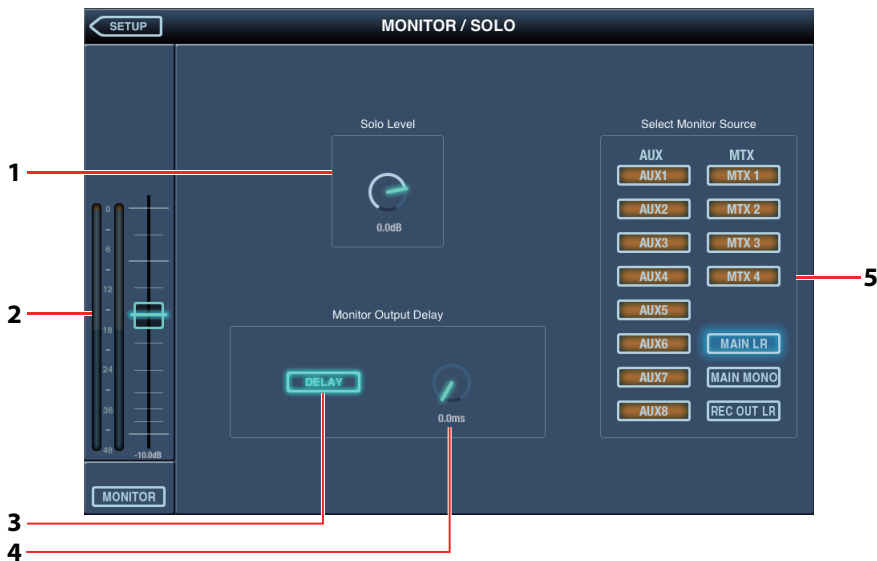 SETUP
MONITOR / SOLO
Solo Level
Select Monitor Source
AUX MTX
1
AUX1 MTX 1
AUX2 MTX 2
0.0dB
0
6
AUX3 MTX 3
12
AUX4 MTX 4
5
2
18
Monitor Output Delay
AUX5
24
AUX6 MAIN LR
DELAY
AUX7 MAIN MONO
36
AUX8 REC OUT LR
0.0ms
48
-10.0dB
MONITOR
3
4